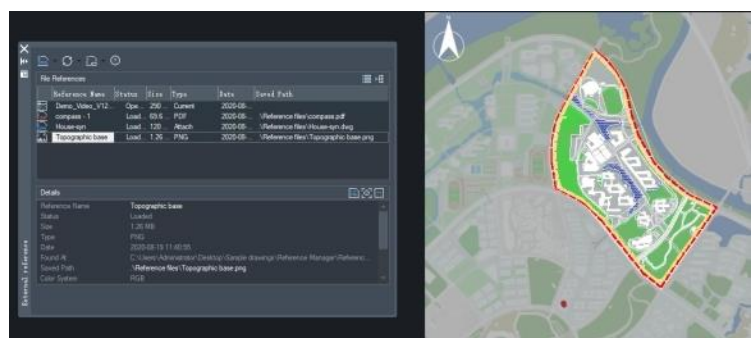 File References
Reference Name Status Size Type Date Saved Path
Demo_Video_V12... Ope... 290... Current 2020-08-...
compass - 1 Load... 69.6... PDF 2020-08-... .\Reference files\compass.pdf
House-syn Load... 120... Attach 2020-08-... .\Reference files\House-syn.dwg
Topographic base Load... 1.26... PNG 2020-08-... .\Reference files\Topographic base.png
Details
Reference Name Topographic base
Status Loaded
Size 1.26 MB
Type PNG
Date 2020-08-19 11:40:55
Found At C:\Users\Administrator\Desktop\Sample drawings\Reference Manager\Referenc...
Saved Path .\Reference files\Topographic base.png
Color System RGB
External reference